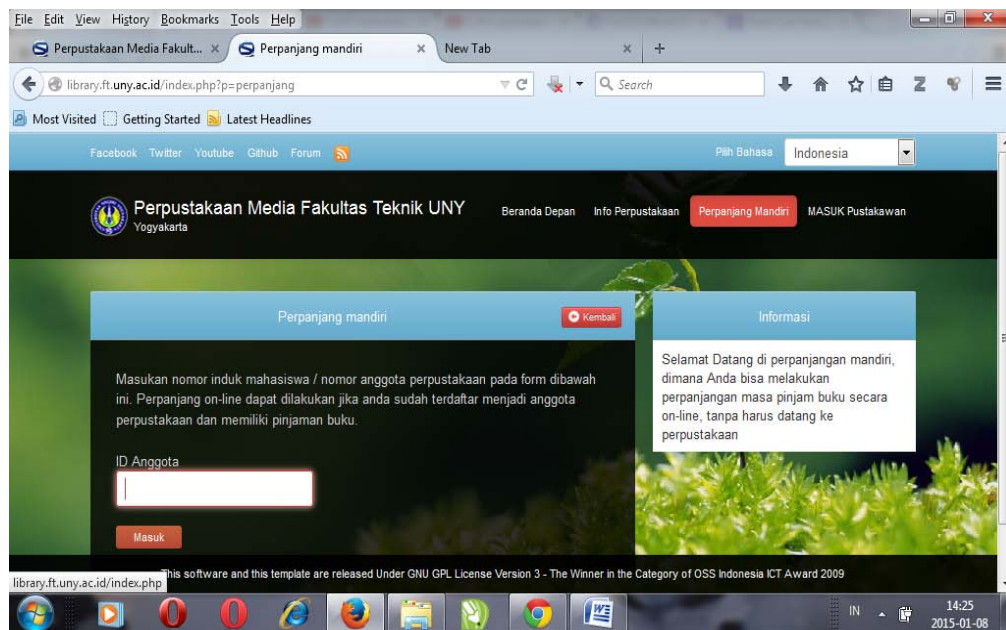 File Edit View History Bookmarks Tools Help
Perpustakaan Media Fakult... × Perpanjang mandiri × New Tab × +
library.ft.uny.ac.id/index.php?p=perpanjang Search
Most Visited Getting Started Latest Headlines
Facebook Twitter Youtube Github Forum Pilih Bahasa Indonesia
Perpustakaan Media Fakultas Teknik UNY
Yogyakarta
Beranda Depan Info Perpustakaan Perpanjang Mandiri MASUK Pustakawan
Perpanjang mandiri Kembali
Masukan nomor induk mahasiswa / nomor anggota perpustakaan pada form dibawah
ini. Perpanjang on-line dapat dilakukan jika anda sudah terdaftar menjadi anggota
perpustakaan dan memiliki pinjaman buku.
ID Anggota
Masuk
Informasi
Selamat Datang di perpanjangan mandiri,
dimana Anda bisa melakukan
perpanjangan masa pinjam buku secara
on-line, tanpa harus datang ke
perpustakaan
This software and this template are released Under GNU GPL License Version 3 - The Winner in the Category of OSS Indonesia ICT Award 2009
library.ft.uny.ac.id/index.php
IN 14:25
2015-01-08